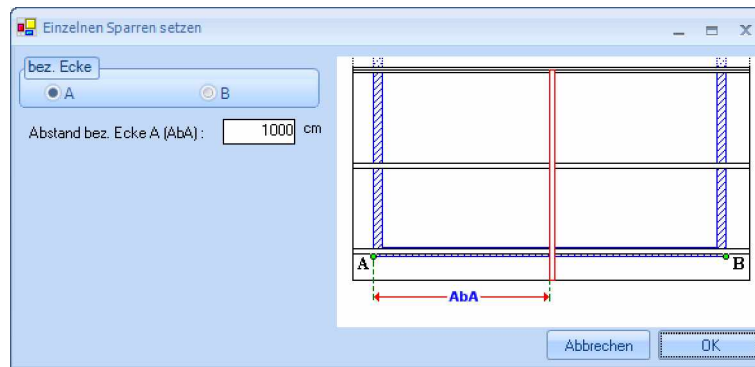 Einzelnen Sparren setzen
bez. Ecke
A
B
Abstand bez. Ecke A (AbA) :
1000 cm
A
B
AbA
Abbrechen
OK